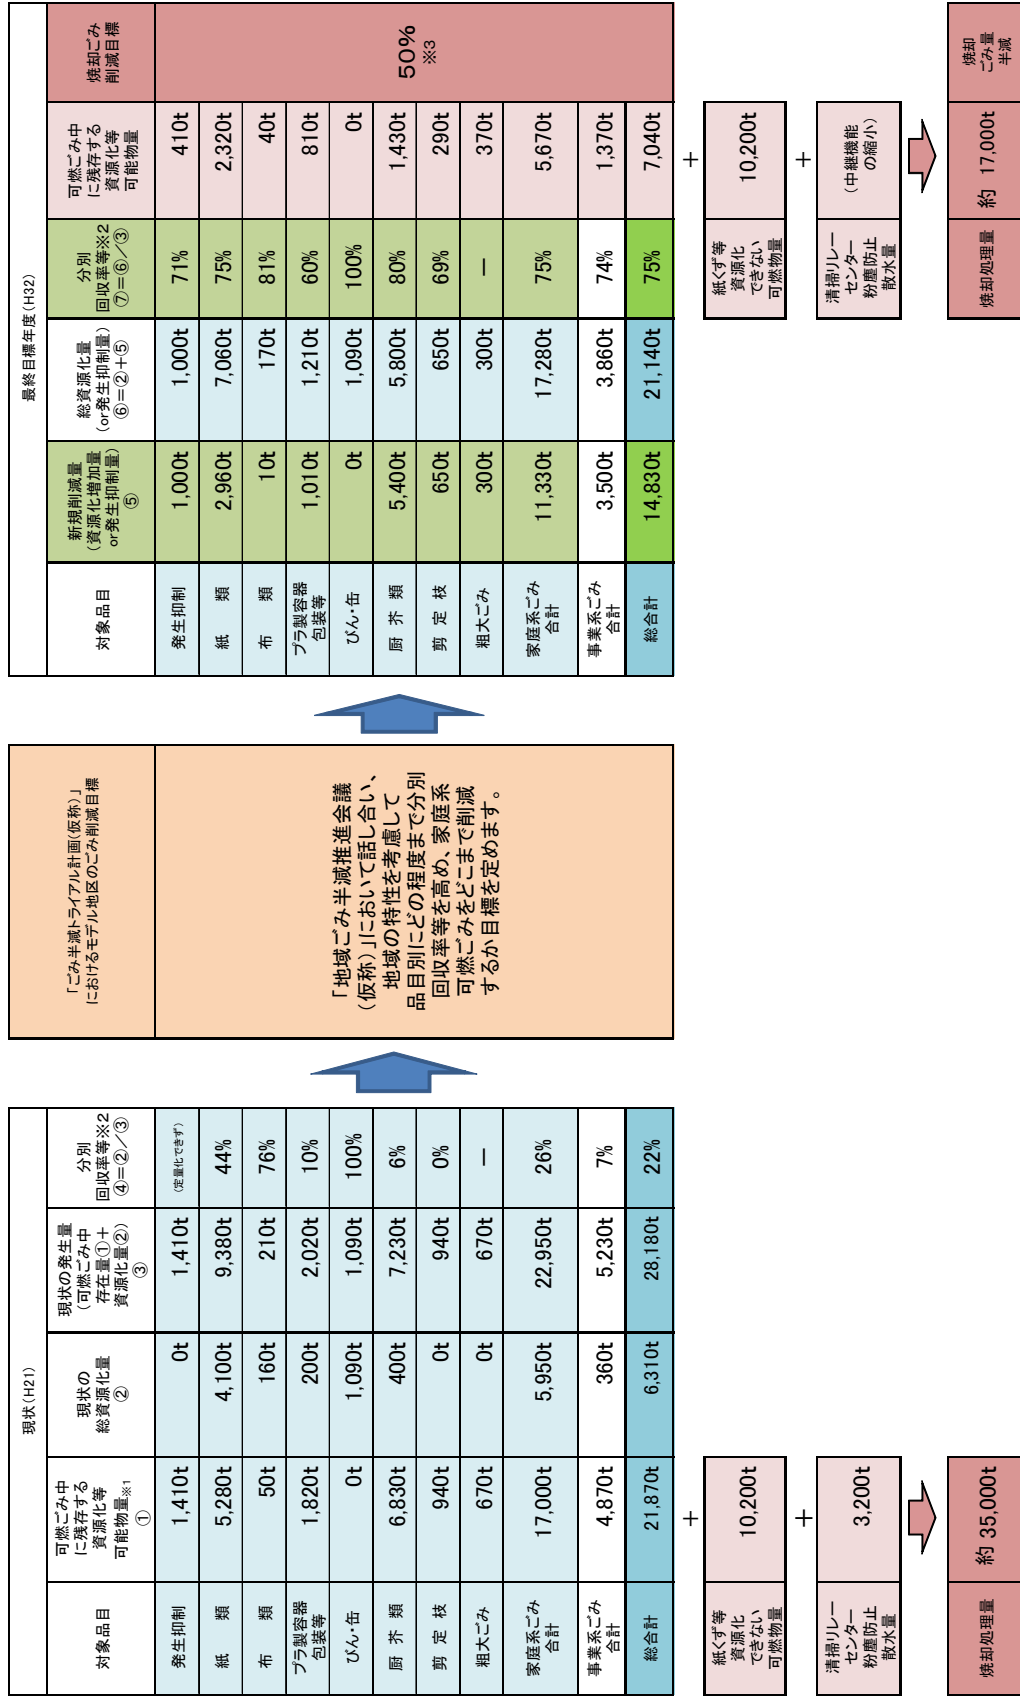 現状(H21)
対象品目
可燃ごみ中
に残存する
資源化等
可能物量※1
①
現状の
総資源化量
②
現状の発生量
(可燃ごみ中
存在量①＋
資源化量②)
③
分別
回収率等※2
④=②／③
発生抑制 1,410t 0t 1,410t (定量化できず)
紙 類 5,280t 4,100t 9,380t 44%
布 類 50t 160t 210t 76%
プラ製容器
包装等
1,820t 200t 2,020t 10%
びん・缶 0t 1,090t 1,090t 100%
厨 芥 類 6,830t 400t 7,230t 6%
剪 定 枝 940t 0t 940t 0%
粗大ごみ 670t 0t 670t ―
家庭系ごみ
合計
17,000t 5,950t 22,950t 26%
事業系ごみ
合計
4,870t 360t 5,230t 7%
総合計 21,870t 6,310t 28,180t 22%
＋
紙くず等
資源化
できない
可燃物量
10,200t
＋
清掃リレー
センター
粉塵防止
散水量
3,200t
焼却処理量 約 35,000t
「ごみ半減トライアル計画(仮称)」
におけるモデル地区のごみ削減目標
「地域ごみ半減推進会議
(仮称)」において話し合い、
地域の特性を考慮して
品目別にどの程度まで分別
回収率等を高め、家庭系
可燃ごみをどこまで削減
するか目標を定めます。
最終目標年度(H32)
対象品目
新規削減量
(資源化増加量
or発生抑制量)
⑤
総資源化量
(or発生抑制量)
⑥=②＋⑤
分別
回収率等※2
⑦=⑥／③
可燃ごみ中
に残存する
資源化等
可能物量
焼却ごみ
削減目標
発生抑制 1,000t 1,000t 71% 410t
紙 類 2,960t 7,060t 75% 2,320t
布 類 10t 170t 81% 40t
プラ製容器
包装等
1,010t 1,210t 60% 810t
びん・缶 0t 1,090t 100% 0t
厨 芥 類 5,400t 5,800t 80% 1,430t
剪 定 枝 650t 650t 69% 290t
粗大ごみ 300t 300t ― 370t
家庭系ごみ
合計
11,330t 17,280t 75% 5,670t
事業系ごみ
合計
3,500t 3,860t 74% 1,370t
総合計 14,830t 21,140t 75% 7,040t
50%
※3
＋
紙くず等
資源化
できない
可燃物量
10,200t
＋
清掃リレー
センター
粉塵防止
散水量
(中継機能
の縮小)
焼却処理量 約 17,000t
焼却
ごみ量
半減